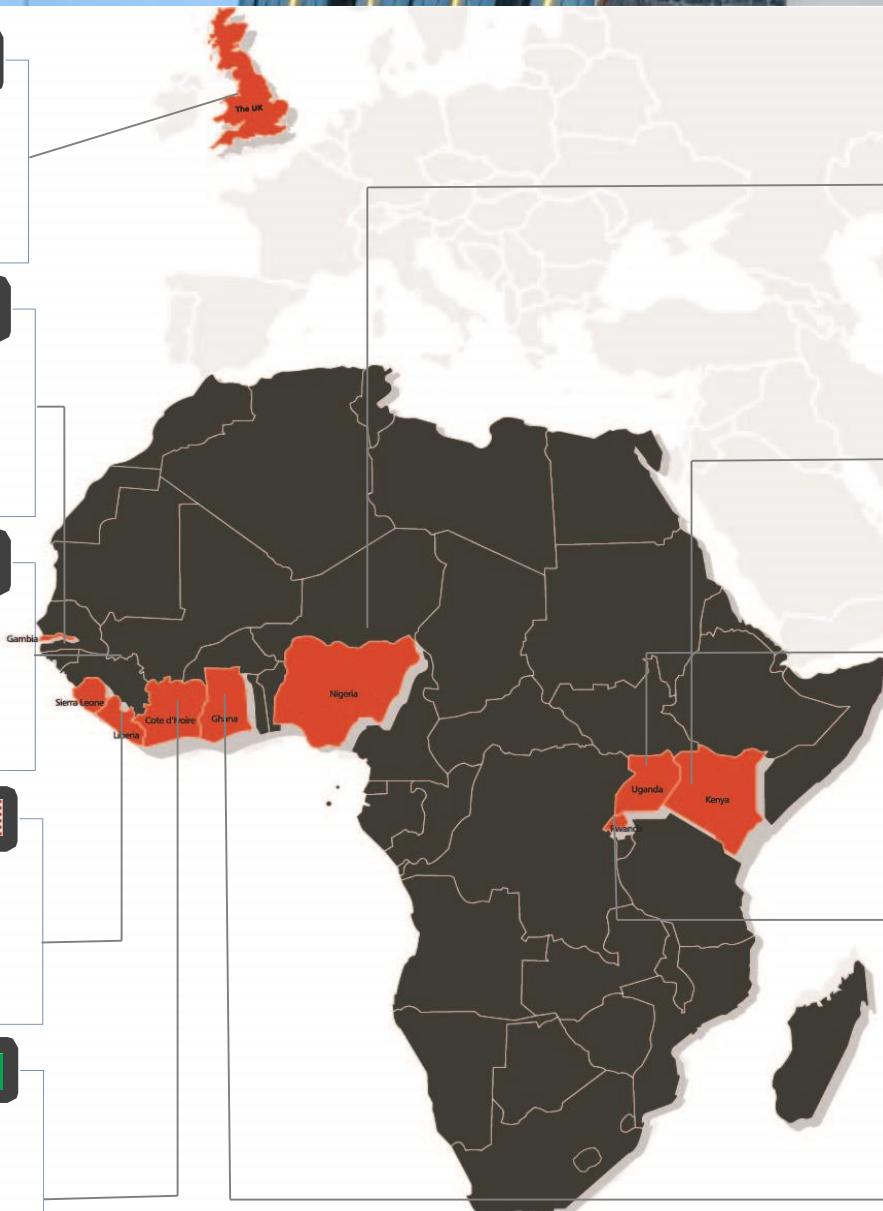 The UK
Gambia
Nigeria
Sierra Leone
Cote d'Ivoire
Ghana
Liberia
Uganda
Kenya
Rwanda